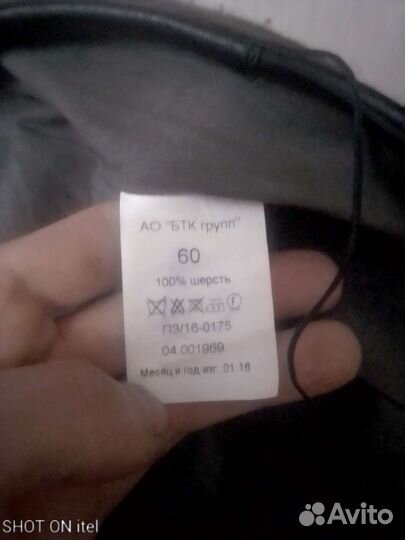 АО "БТК групп"
60
100% шерсть
ПЗ/16-0175
04.001969
Месяц и год изг. 01 16
SHOT ON itel
Avito